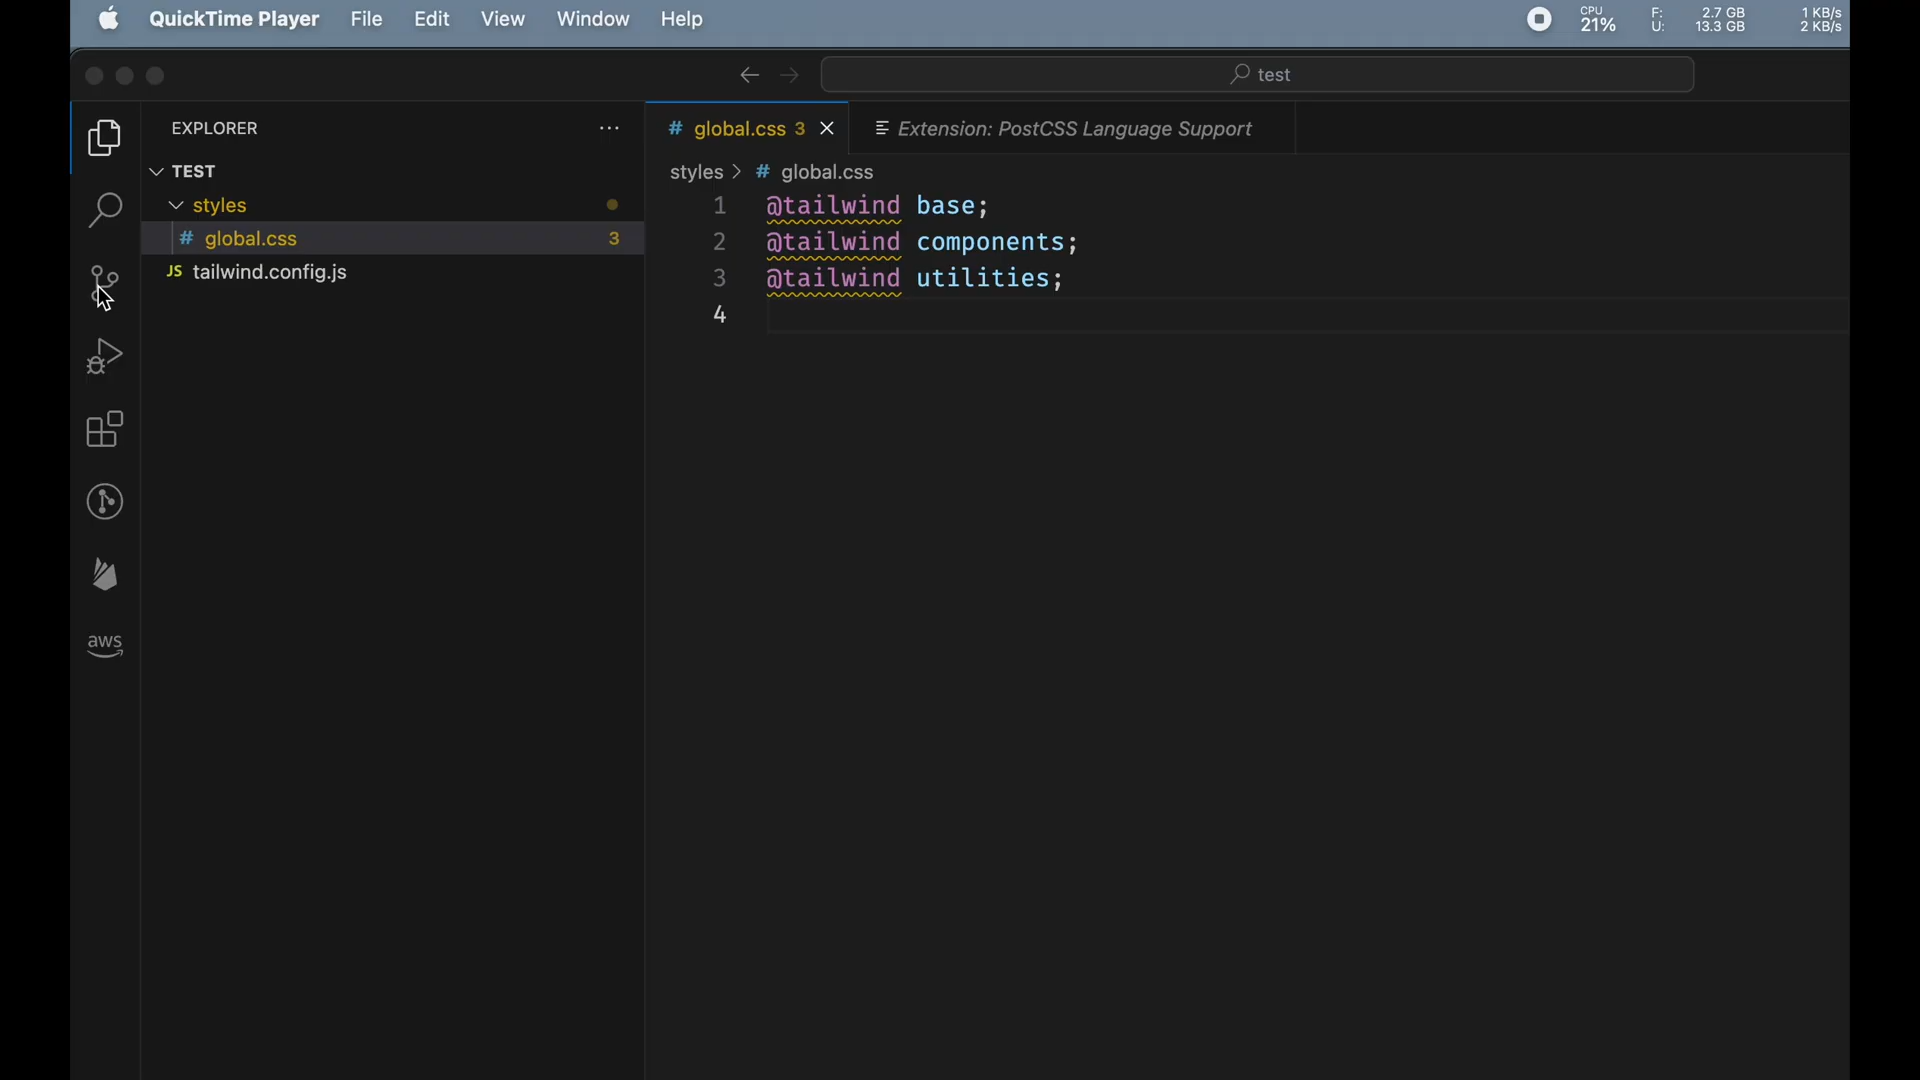 QuickTime Player File Edit View Window Help CPU 21% F: 2.7 GB U: 13.3 GB 1 KB/s 2 KB/s
test
EXPLORER ···
TEST
styles
# global.css 3
JS tailwind.config.js
aws
# global.css 3 Extension: PostCSS Language Support
styles > # global.css
1 @tailwind base;
2 @tailwind components;
3 @tailwind utilities;
4